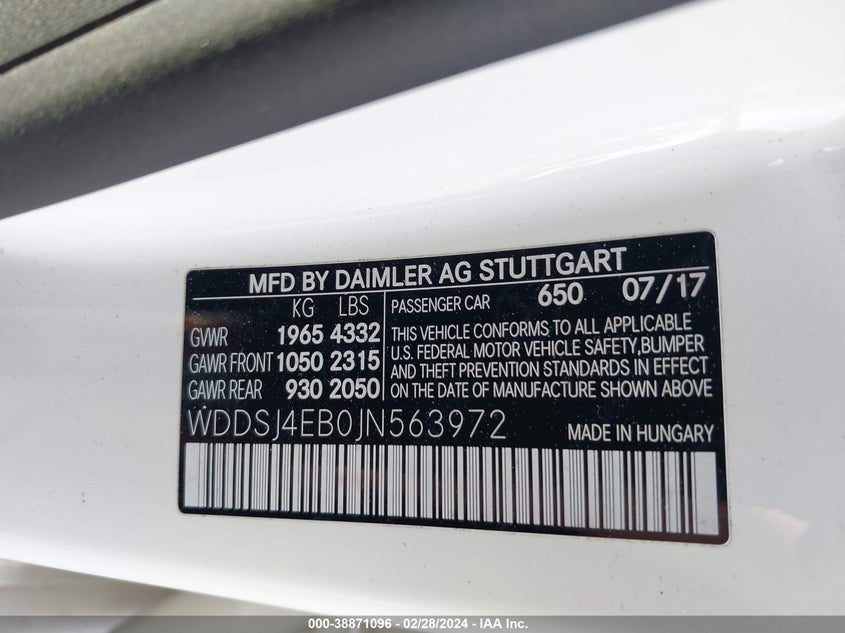 MFD BY DAIMLER AG STUTTGART
KG LBS
GVWR 1965 4332
GAWR FRONT 1050 2315
GAWR REAR 930 2050
PASSENGER CAR 650 07/17
THIS VEHICLE CONFORMS TO ALL APPLICABLE
U.S. FEDERAL MOTOR VEHICLE SAFETY,BUMPER
AND THEFT PREVENTION STANDARDS IN EFFECT
ON THE DATE OF MANUFACTURE SHOWN ABOVE
WDDSJ4EB0JN563972
MADE IN HUNGARY
000-38871096 - 02/28/2024 - IAA Inc.